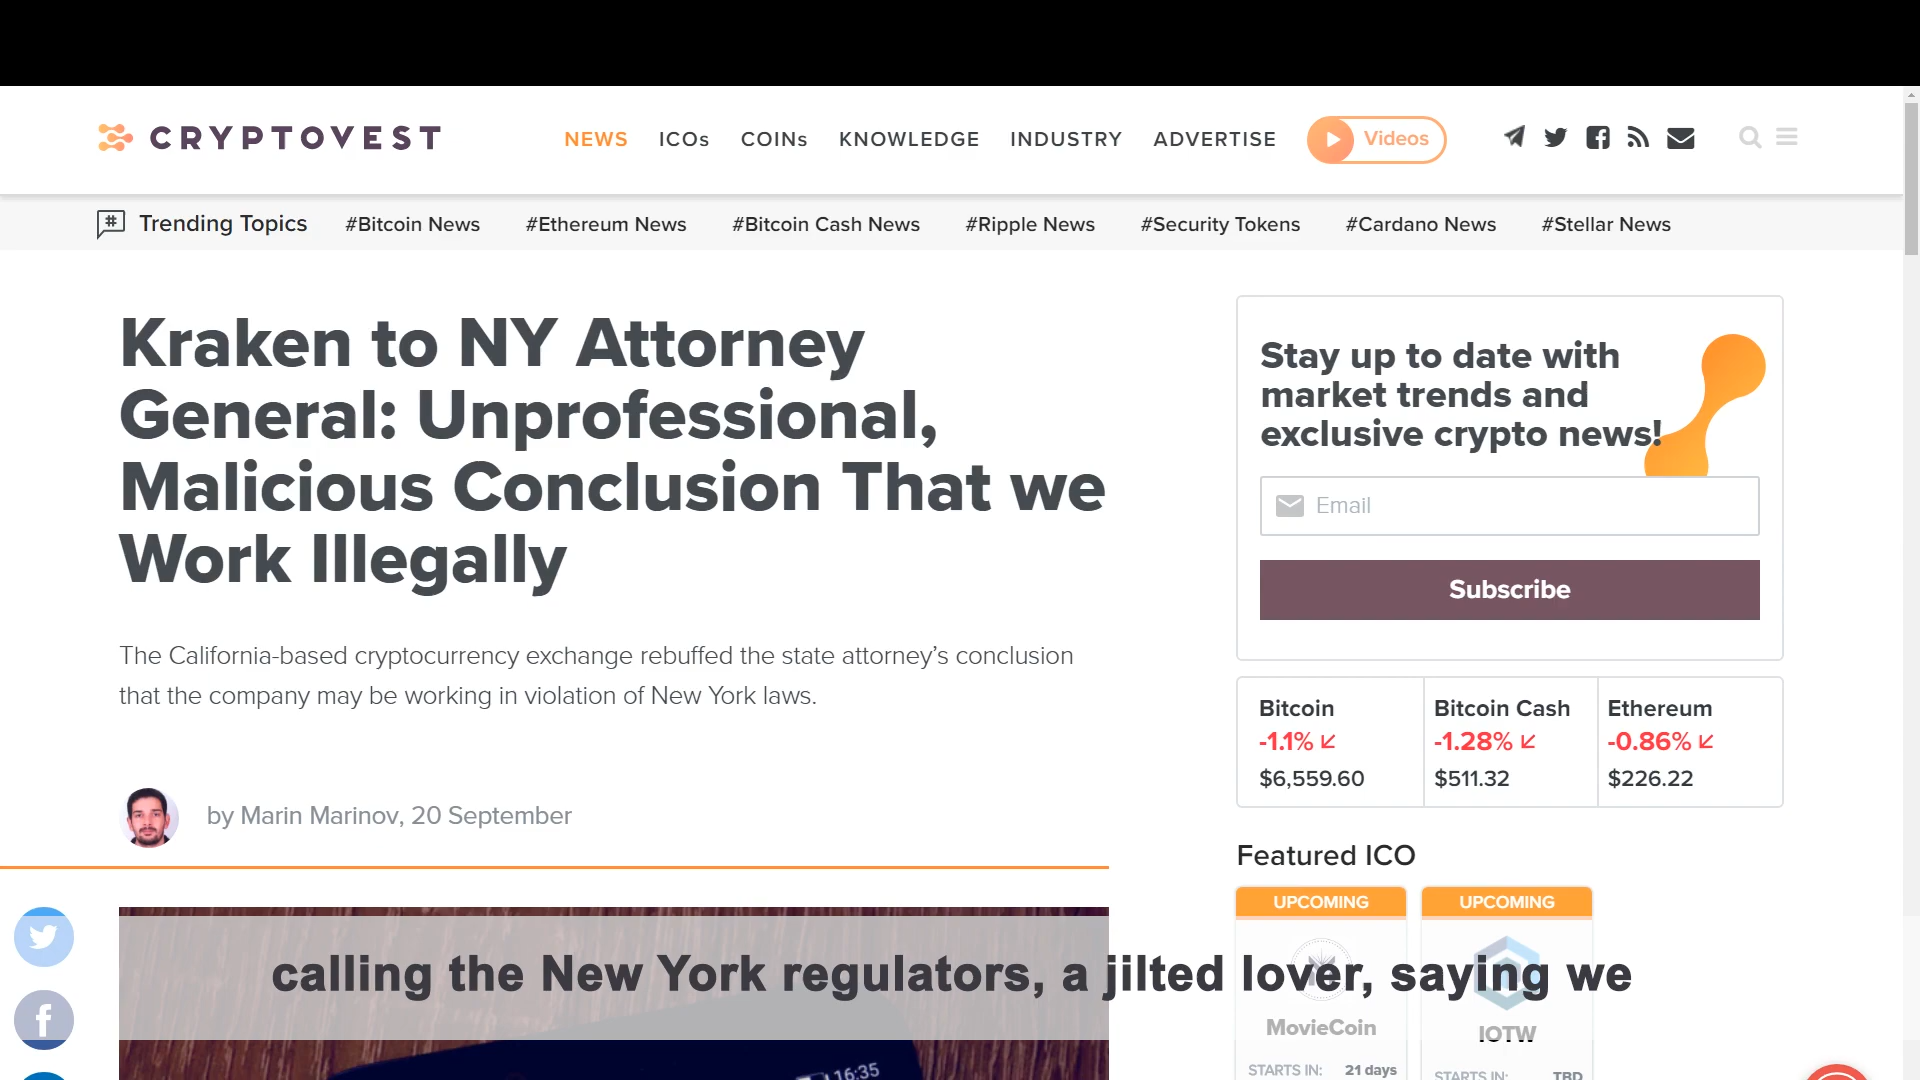 CRYPTOVEST
NEWS ICOs COINs KNOWLEDGE INDUSTRY ADVERTISE Videos
# Trending Topics #Bitcoin News #Ethereum News #Bitcoin Cash News #Ripple News #Security Tokens #Cardano News #Stellar News
Kraken to NY Attorney
General: Unprofessional,
Malicious Conclusion That we
Work Illegally
The California-based cryptocurrency exchange rebuffed the state attorney’s conclusion
that the company may be working in violation of New York laws.
by Marin Marinov, 20 September
Stay up to date with
market trends and
exclusive crypto news!
Email
Subscribe
Bitcoin Bitcoin Cash Ethereum
-1.1% -1.28% -0.86%
$6,559.60 $511.32 $226.22
Featured ICO
UPCOMING UPCOMING
calling the New York regulators, a jilted lover, saying we
MovieCoin IOTW
STARTS IN: 21 days STARTS IN: TBD
16:35